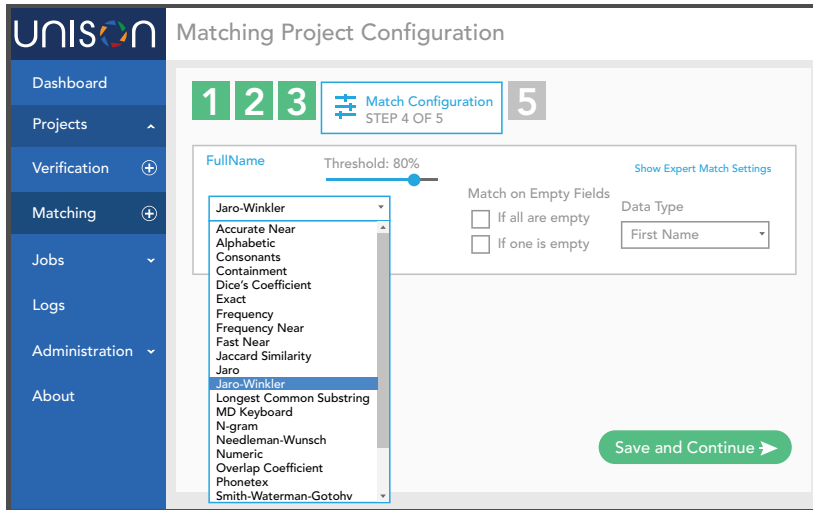 UNISON
Matching Project Configuration
Dashboard
Projects
Verification
Matching
Jobs
Logs
Administration
About
1 2 3
Match Configuration
STEP 4 OF 5
5
FullName
Threshold: 80%
Show Expert Match Settings
Jaro-Winkler
Match on Empty Fields
If all are empty
If one is empty
Data Type
First Name
Accurate Near
Alphabetic
Consonants
Containment
Dice's Coefficient
Exact
Frequency
Frequency Near
Fast Near
Jaccard Similarity
Jaro
Jaro-Winkler
Longest Common Substring
MD Keyboard
N-gram
Needleman-Wunsch
Numeric
Overlap Coefficient
Phonetex
Smith-Waterman-Gotohv
Save and Continue